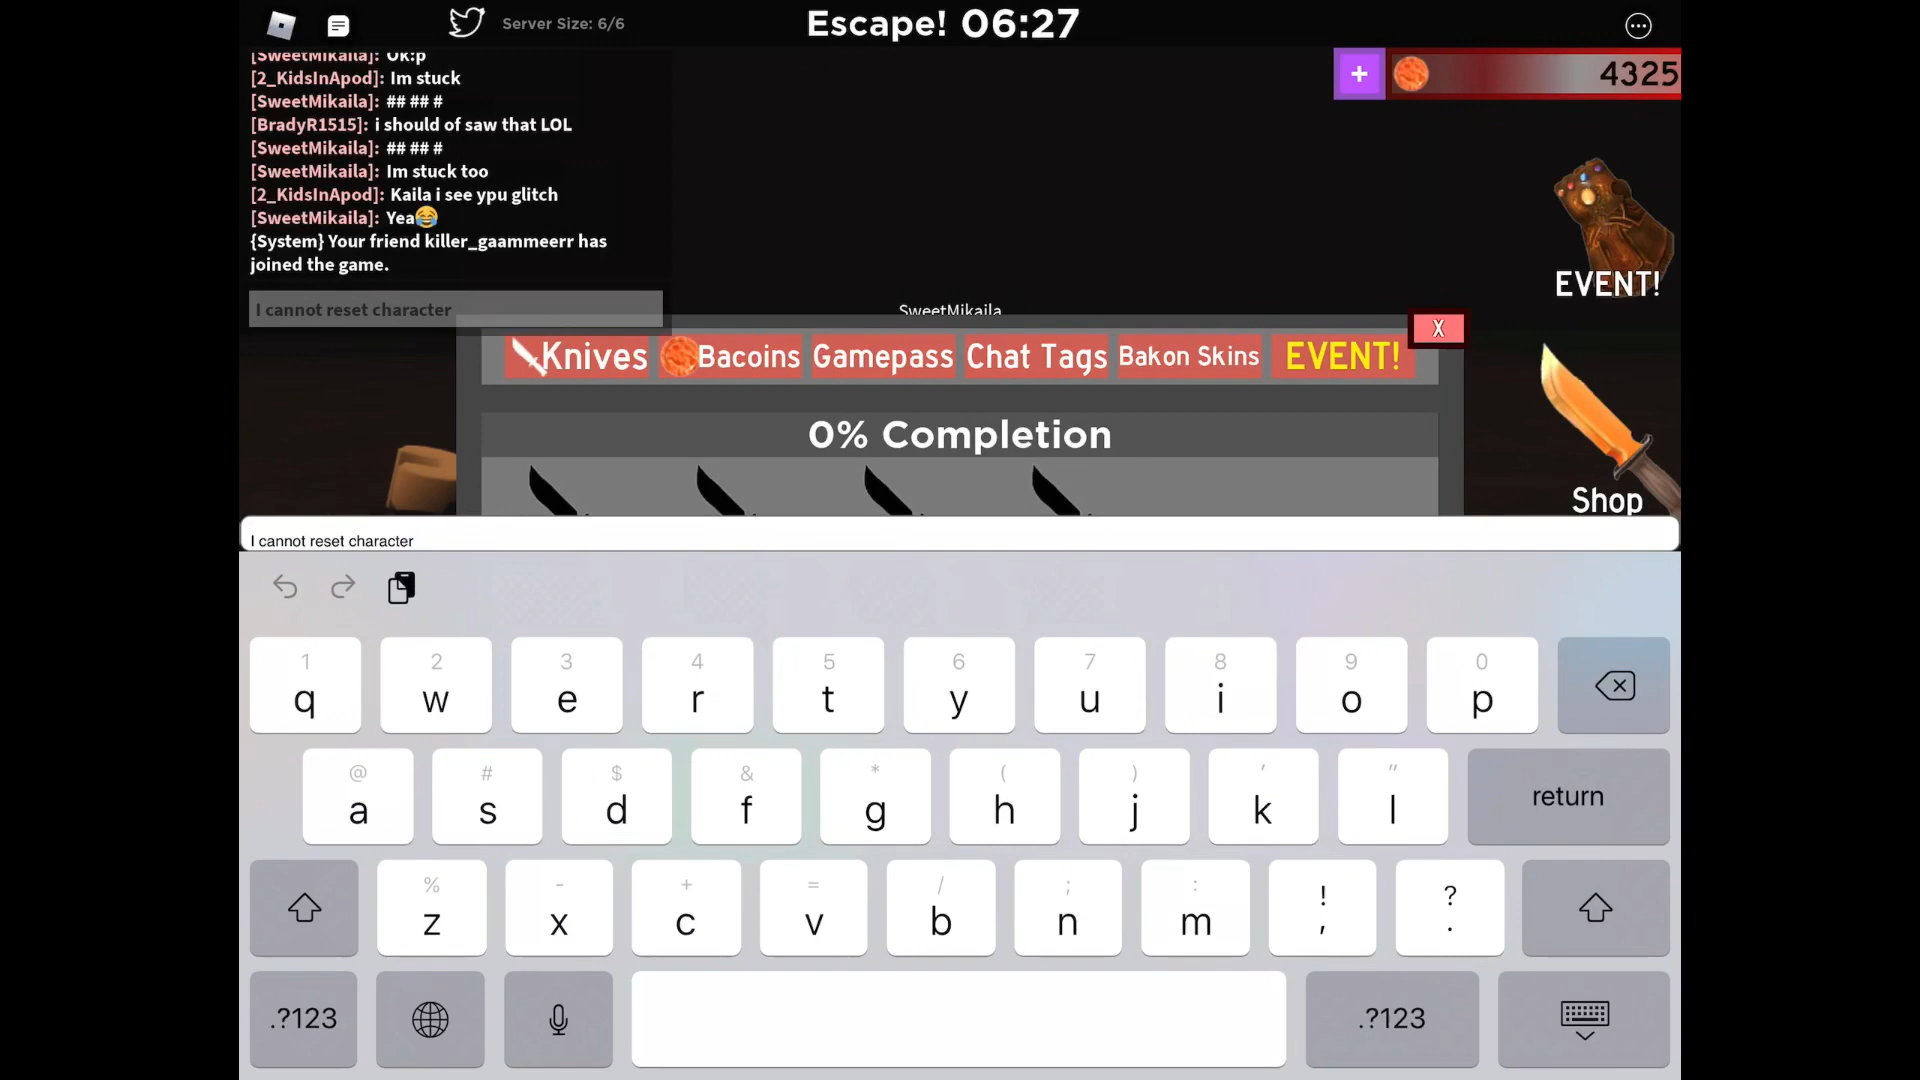 Server Size: 6/6
Escape! 06:27
[SweetMikaila]: Ok:p
[2_KidsInApod]: Im stuck
[SweetMikaila]: ## ## #
[BradyR1515]: i should of saw that LOL
[SweetMikaila]: ## ## #
[SweetMikaila]: Im stuck too
[2_KidsInApod]: Kaila i see ypu glitch
[SweetMikaila]: Yea😂
{System} Your friend killer_gaammeerr has
joined the game.
I cannot reset character
+ 4325
EVENT!
SweetMikaila
X
Knives Bacoins Gamepass Chat Tags Bakon Skins EVENT!
0% Completion
Shop
I cannot reset character
1 2 3 4 5 6 7 8 9 0
q w e r t y u i o p
@ # $ & * ( ) ' "
a s d f g h j k l return
% - + = / ; : ! ?
z x c v b n m , .
.?123 .?123